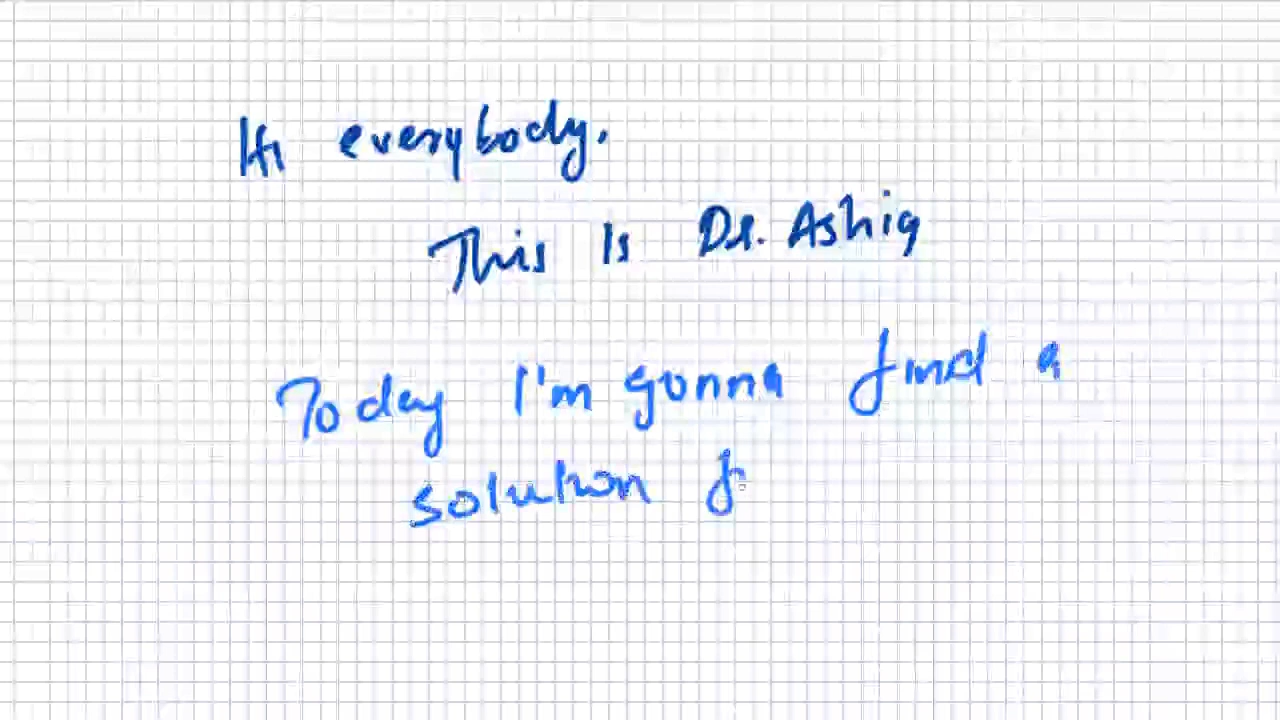 Hi everybody.
This Is Dr. Ashiq
Today I'm gonna find a
solution f